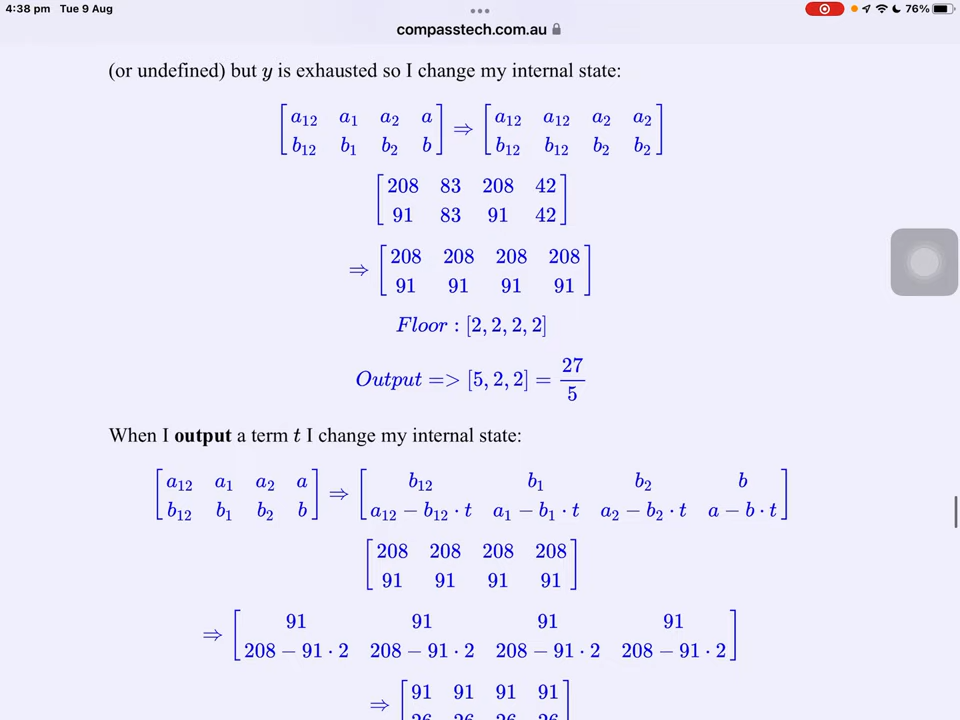 4:38 pm Tue 9 Aug 76%
compasstech.com.au
(or undefined) but y is exhausted so I change my internal state:
[a₁₂ a₁ a₂ a] ⇒ [a₁₂ a₁₂ a₂ a₂]
[b₁₂ b₁ b₂ b] [b₁₂ b₁₂ b₂ b₂]
[208 83 208 42]
[91 83 91 42]
⇒ [208 208 208 208]
[91 91 91 91]
Floor : [2, 2, 2, 2]
Output => [5, 2, 2] = 27/5
When I output a term t I change my internal state:
[a₁₂ a₁ a₂ a] ⇒ [b₁₂ b₁ b₂ b]
[b₁₂ b₁ b₂ b] [a₁₂ − b₁₂ · t a₁ − b₁ · t a₂ − b₂ · t a − b · t]
[208 208 208 208]
[91 91 91 91]
⇒ [91 91 91 91]
[208 − 91 · 2 208 − 91 · 2 208 − 91 · 2 208 − 91 · 2]
⇒ [91 91 91 91]
[26 26 26 26]